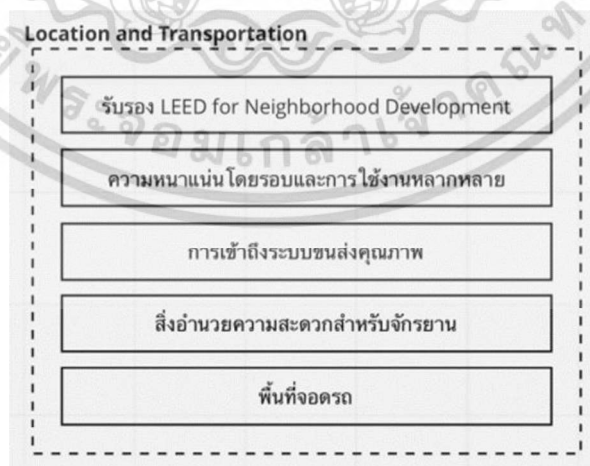 Location and Transportation
รับรอง LEED for Neighborhood Development
ความหนาแน่นโดยรอบและการใช้งานหลากหลาย
การเข้าถึงระบบขนส่งคุณภาพ
สิ่งอำนวยความสะดวกสำหรับจักรยาน
พื้นที่จอดรถ